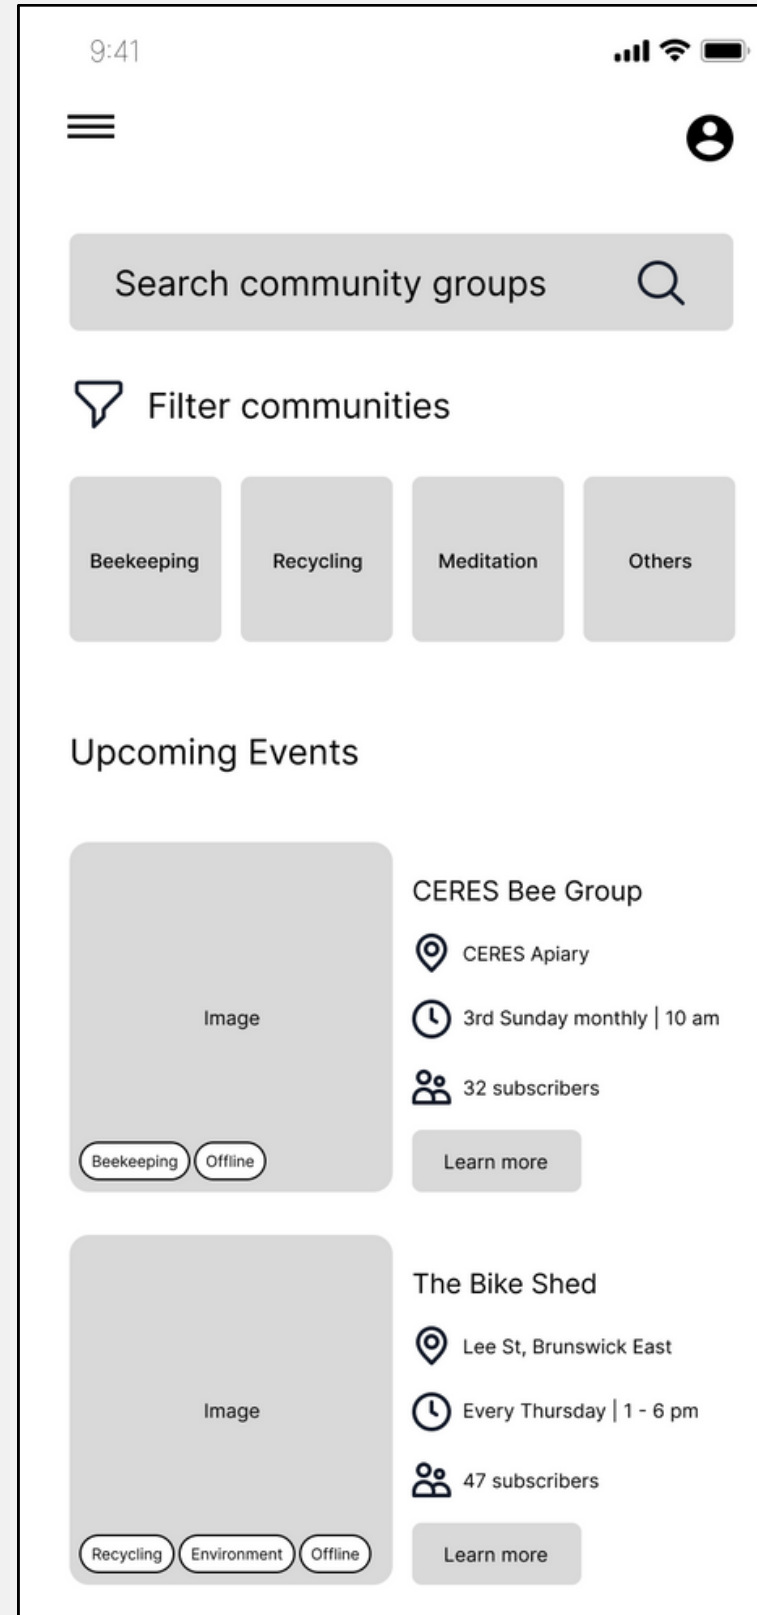 9:41
Search community groups
Filter communities
Beekeeping Recycling Meditation Others
Upcoming Events
Image
Beekeeping Offline
CERES Bee Group
CERES Apiary
3rd Sunday monthly | 10 am
32 subscribers
Learn more
Image
Recycling Environment Offline
The Bike Shed
Lee St, Brunswick East
Every Thursday | 1 - 6 pm
47 subscribers
Learn more